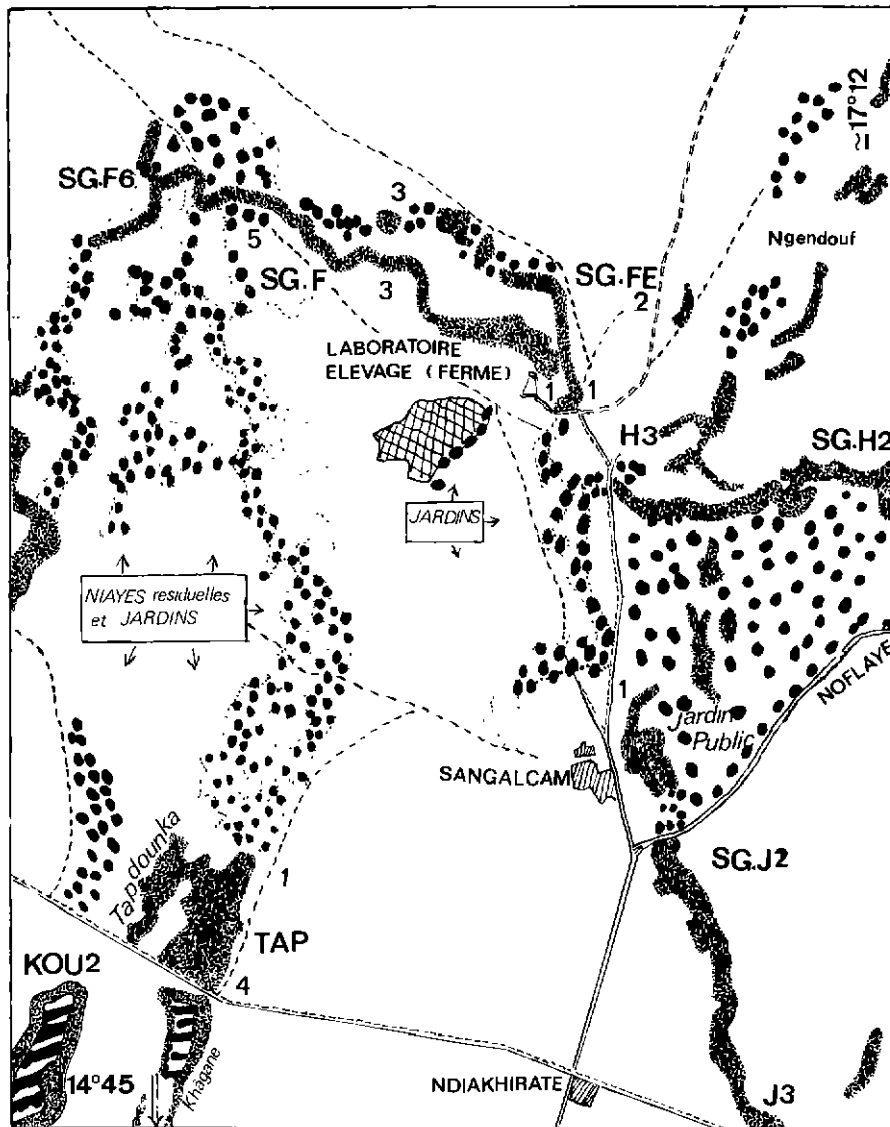 ≃17°12
SG.F6.
3
Ngendouf
5
SG.F
SG.FE
3
2
LABORATOIRE
ELEVAGE (FERME)
1
1
H3
SG.H2
JARDINS
NIAYES residuelles
et JARDINS
NOFLAYE
1
Jardin
Public
SANGALCAM
Tap dounka
SG.J2
1
TAP
KOU2
4
14°45
Khagane
NDIAKHIRATE
J3